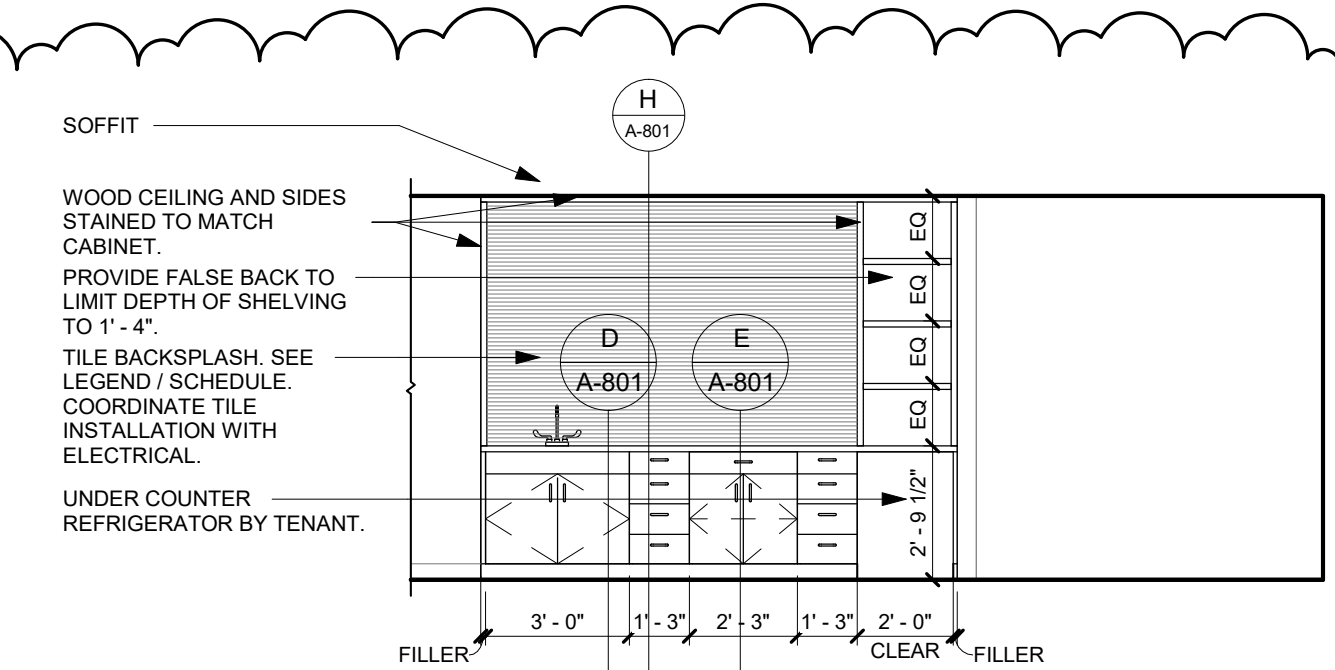 H
A-801
SOFFIT
WOOD CEILING AND SIDES
STAINED TO MATCH
CABINET.
PROVIDE FALSE BACK TO
LIMIT DEPTH OF SHELVING
TO 1' - 4".
TILE BACKSPLASH. SEE
LEGEND / SCHEDULE.
COORDINATE TILE
INSTALLATION WITH
ELECTRICAL.
UNDER COUNTER
REFRIGERATOR BY TENANT.
D
A-801
E
A-801
EQ
EQ
EQ
EQ
2' - 9 1/2"
3' - 0"
1' - 3"
2' - 3"
1' - 3"
2' - 0"
CLEAR
FILLER
FILLER